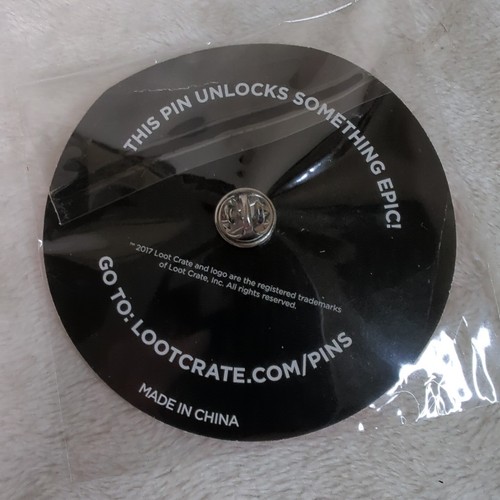 THIS PIN UNLOCKS SOMETHING EPIC!
™ 2017 Loot Crate and logo are the registered trademarks
of Loot Crate, Inc. All rights reserved.
GO TO: LOOTCRATE.COM/PINS
MADE IN CHINA